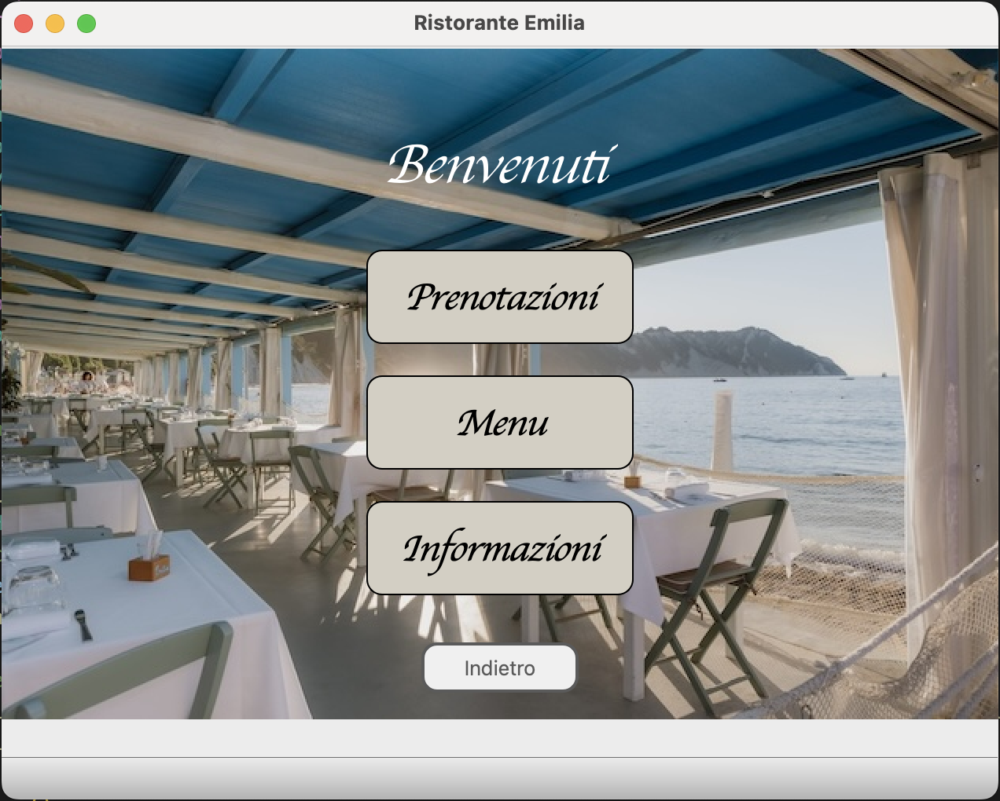 Ristorante Emilia
Benvenuti
Prenotazioni
Menu
Informazioni
Indietro